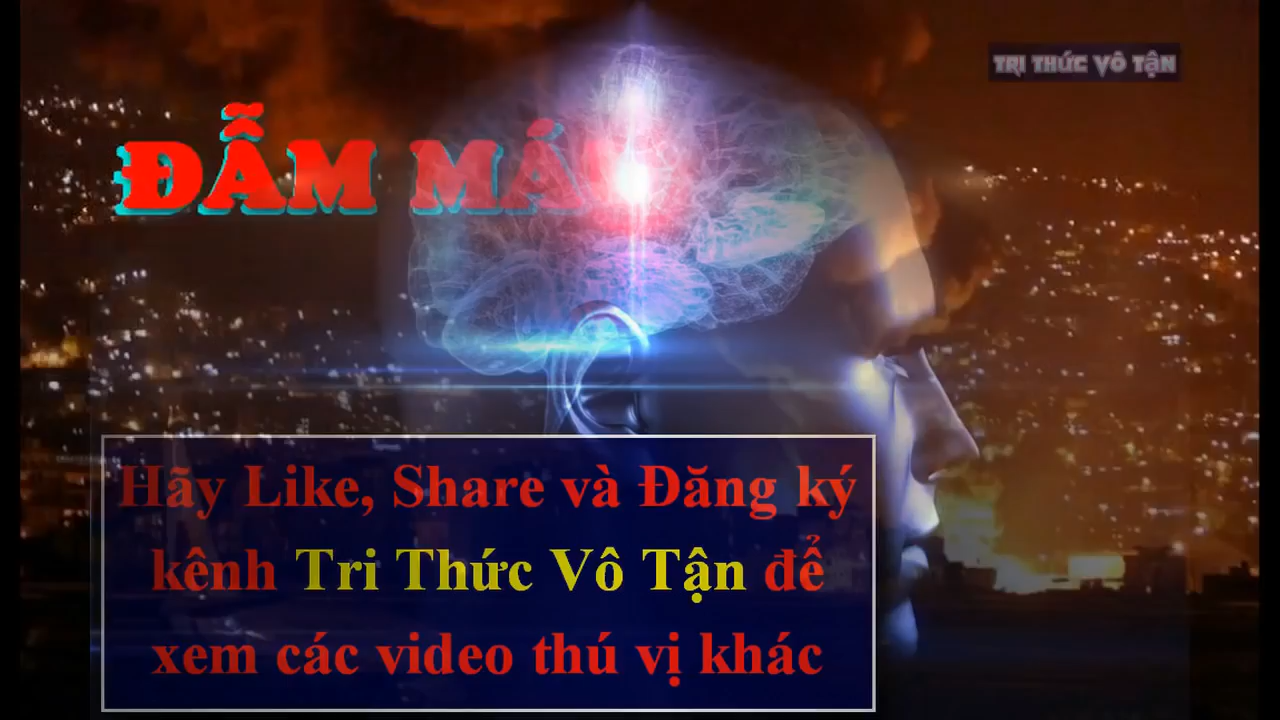 TRI THỨC VÔ TẬN
ĐẪM MÁ
Hãy Like, Share và Đăng ký
kênh Tri Thức Vô Tận để
xem các video thú vị khác